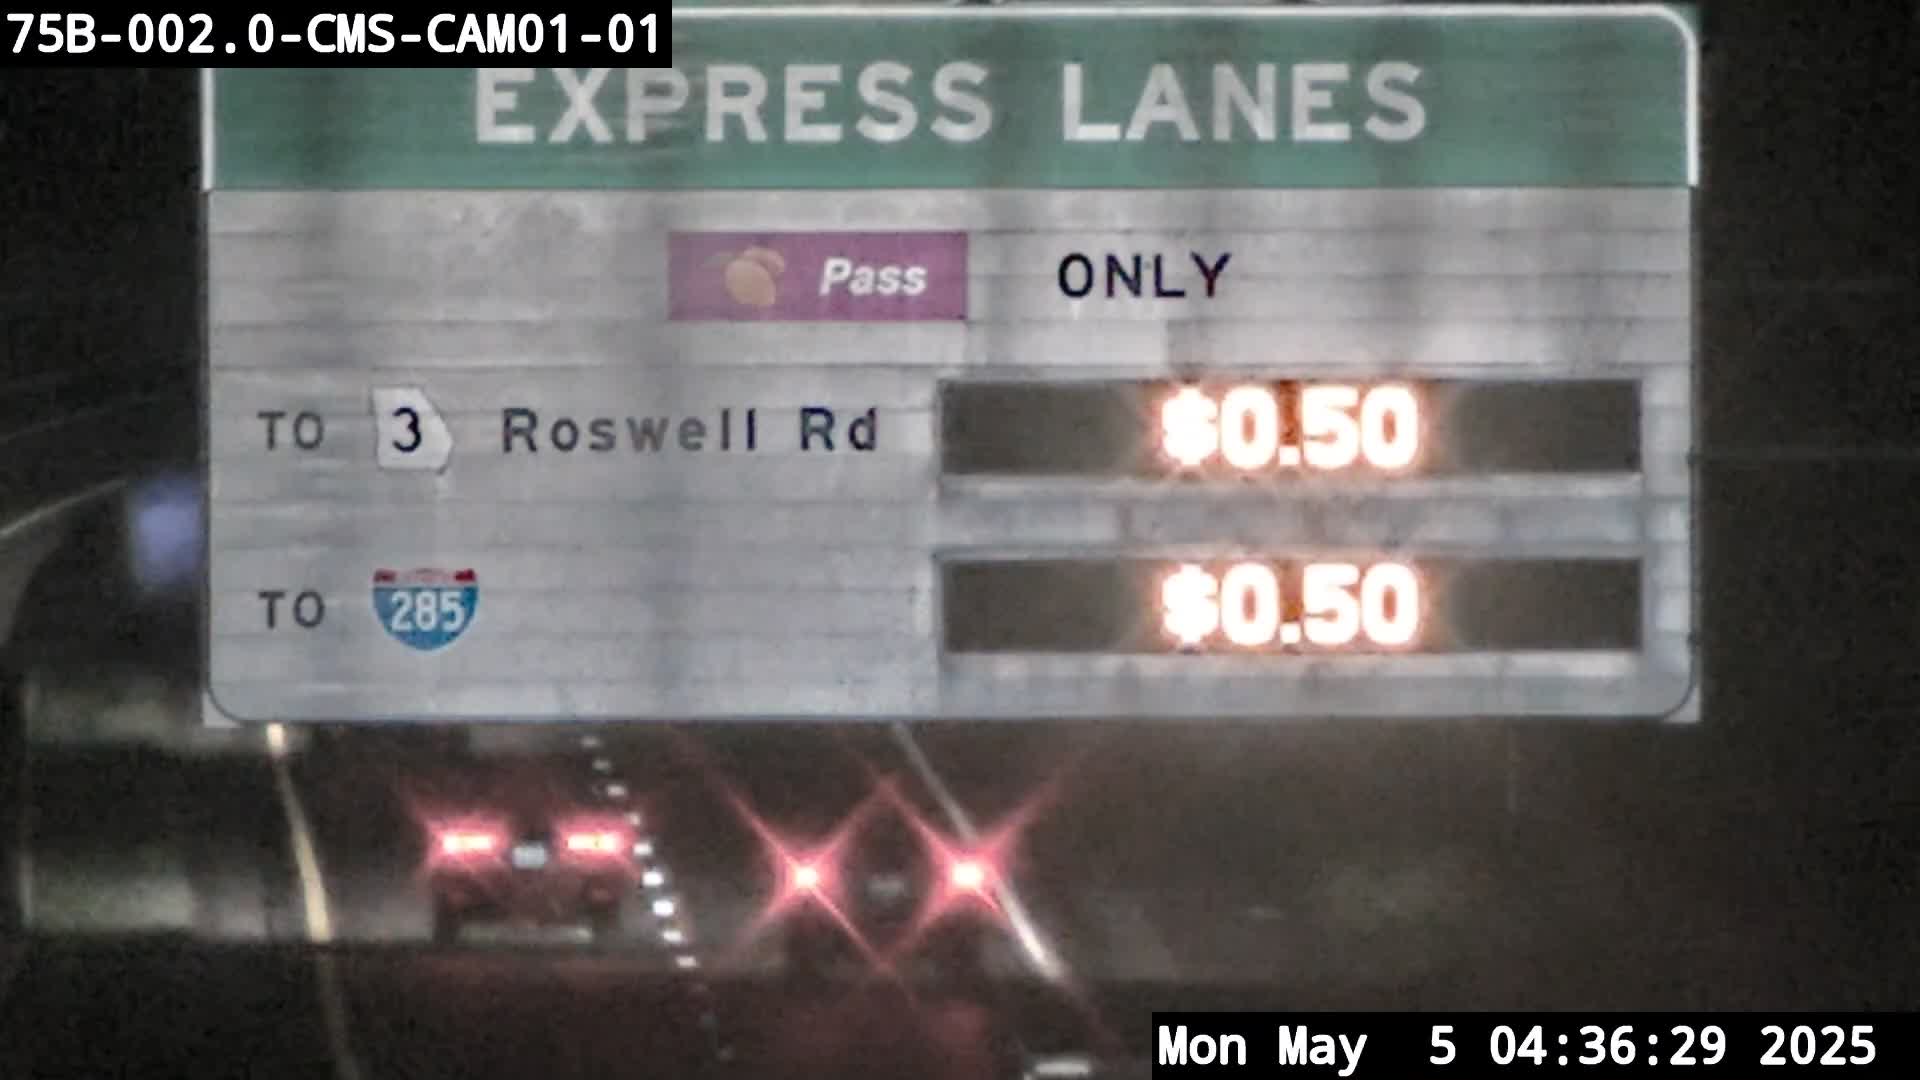 75B-002.0-CMS-CAM01-01
EXPRESS LANES
Pass ONLY
TO 3 Roswell Rd $0.50
TO 285 $0.50
Mon May 5 04:36:29 2025